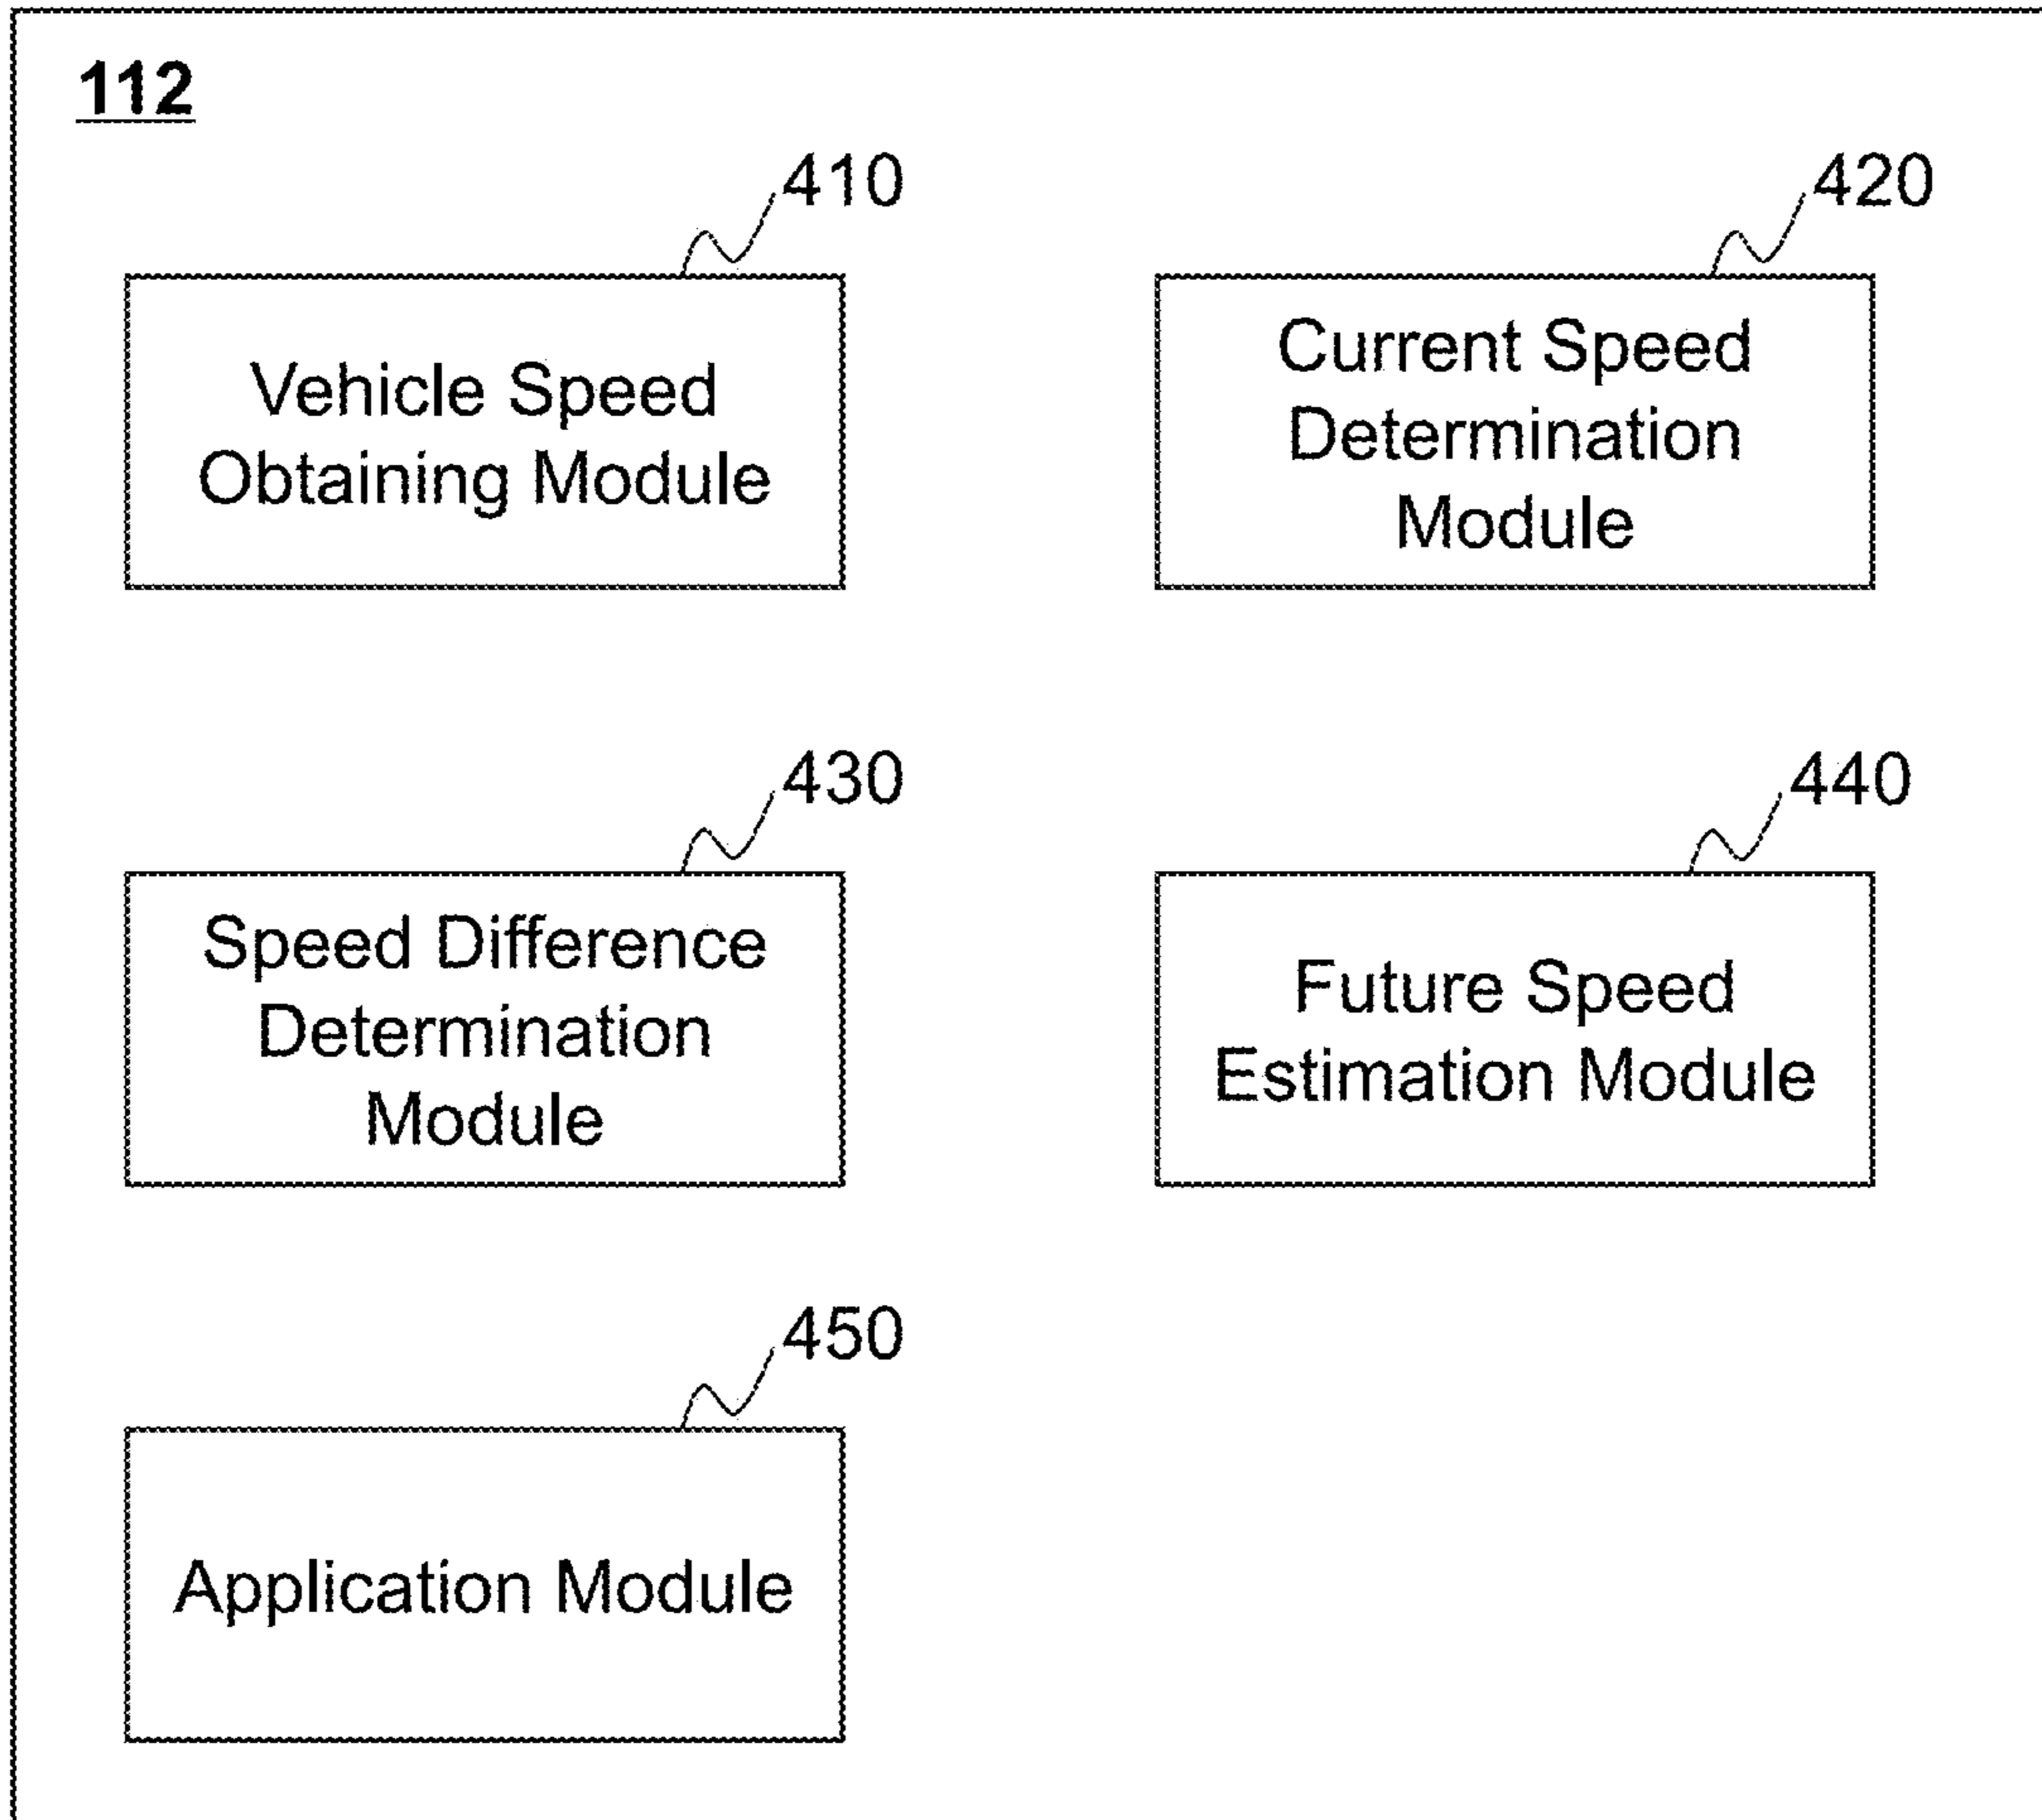 112
410
Vehicle Speed
Obtaining Module
420
Current Speed
Determination
Module
430
Speed Difference
Determination
Module
440
Future Speed
Estimation Module
450
Application Module